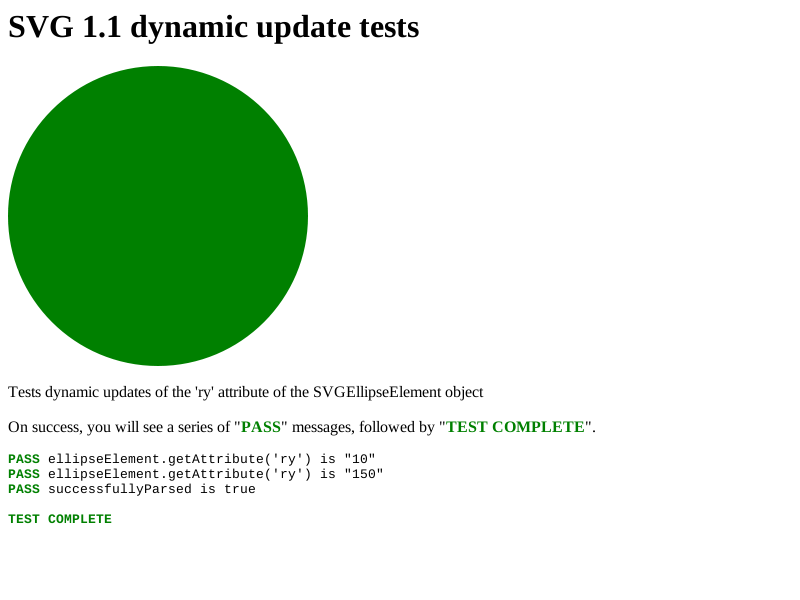 SVG 1.1 dynamic update tests
Tests dynamic updates of the 'ry' attribute of the SVGEllipseElement object
On success, you will see a series of "PASS" messages, followed by "TEST COMPLETE".
PASS ellipseElement.getAttribute('ry') is "10"
PASS ellipseElement.getAttribute('ry') is "150"
PASS successfullyParsed is true
TEST COMPLETE